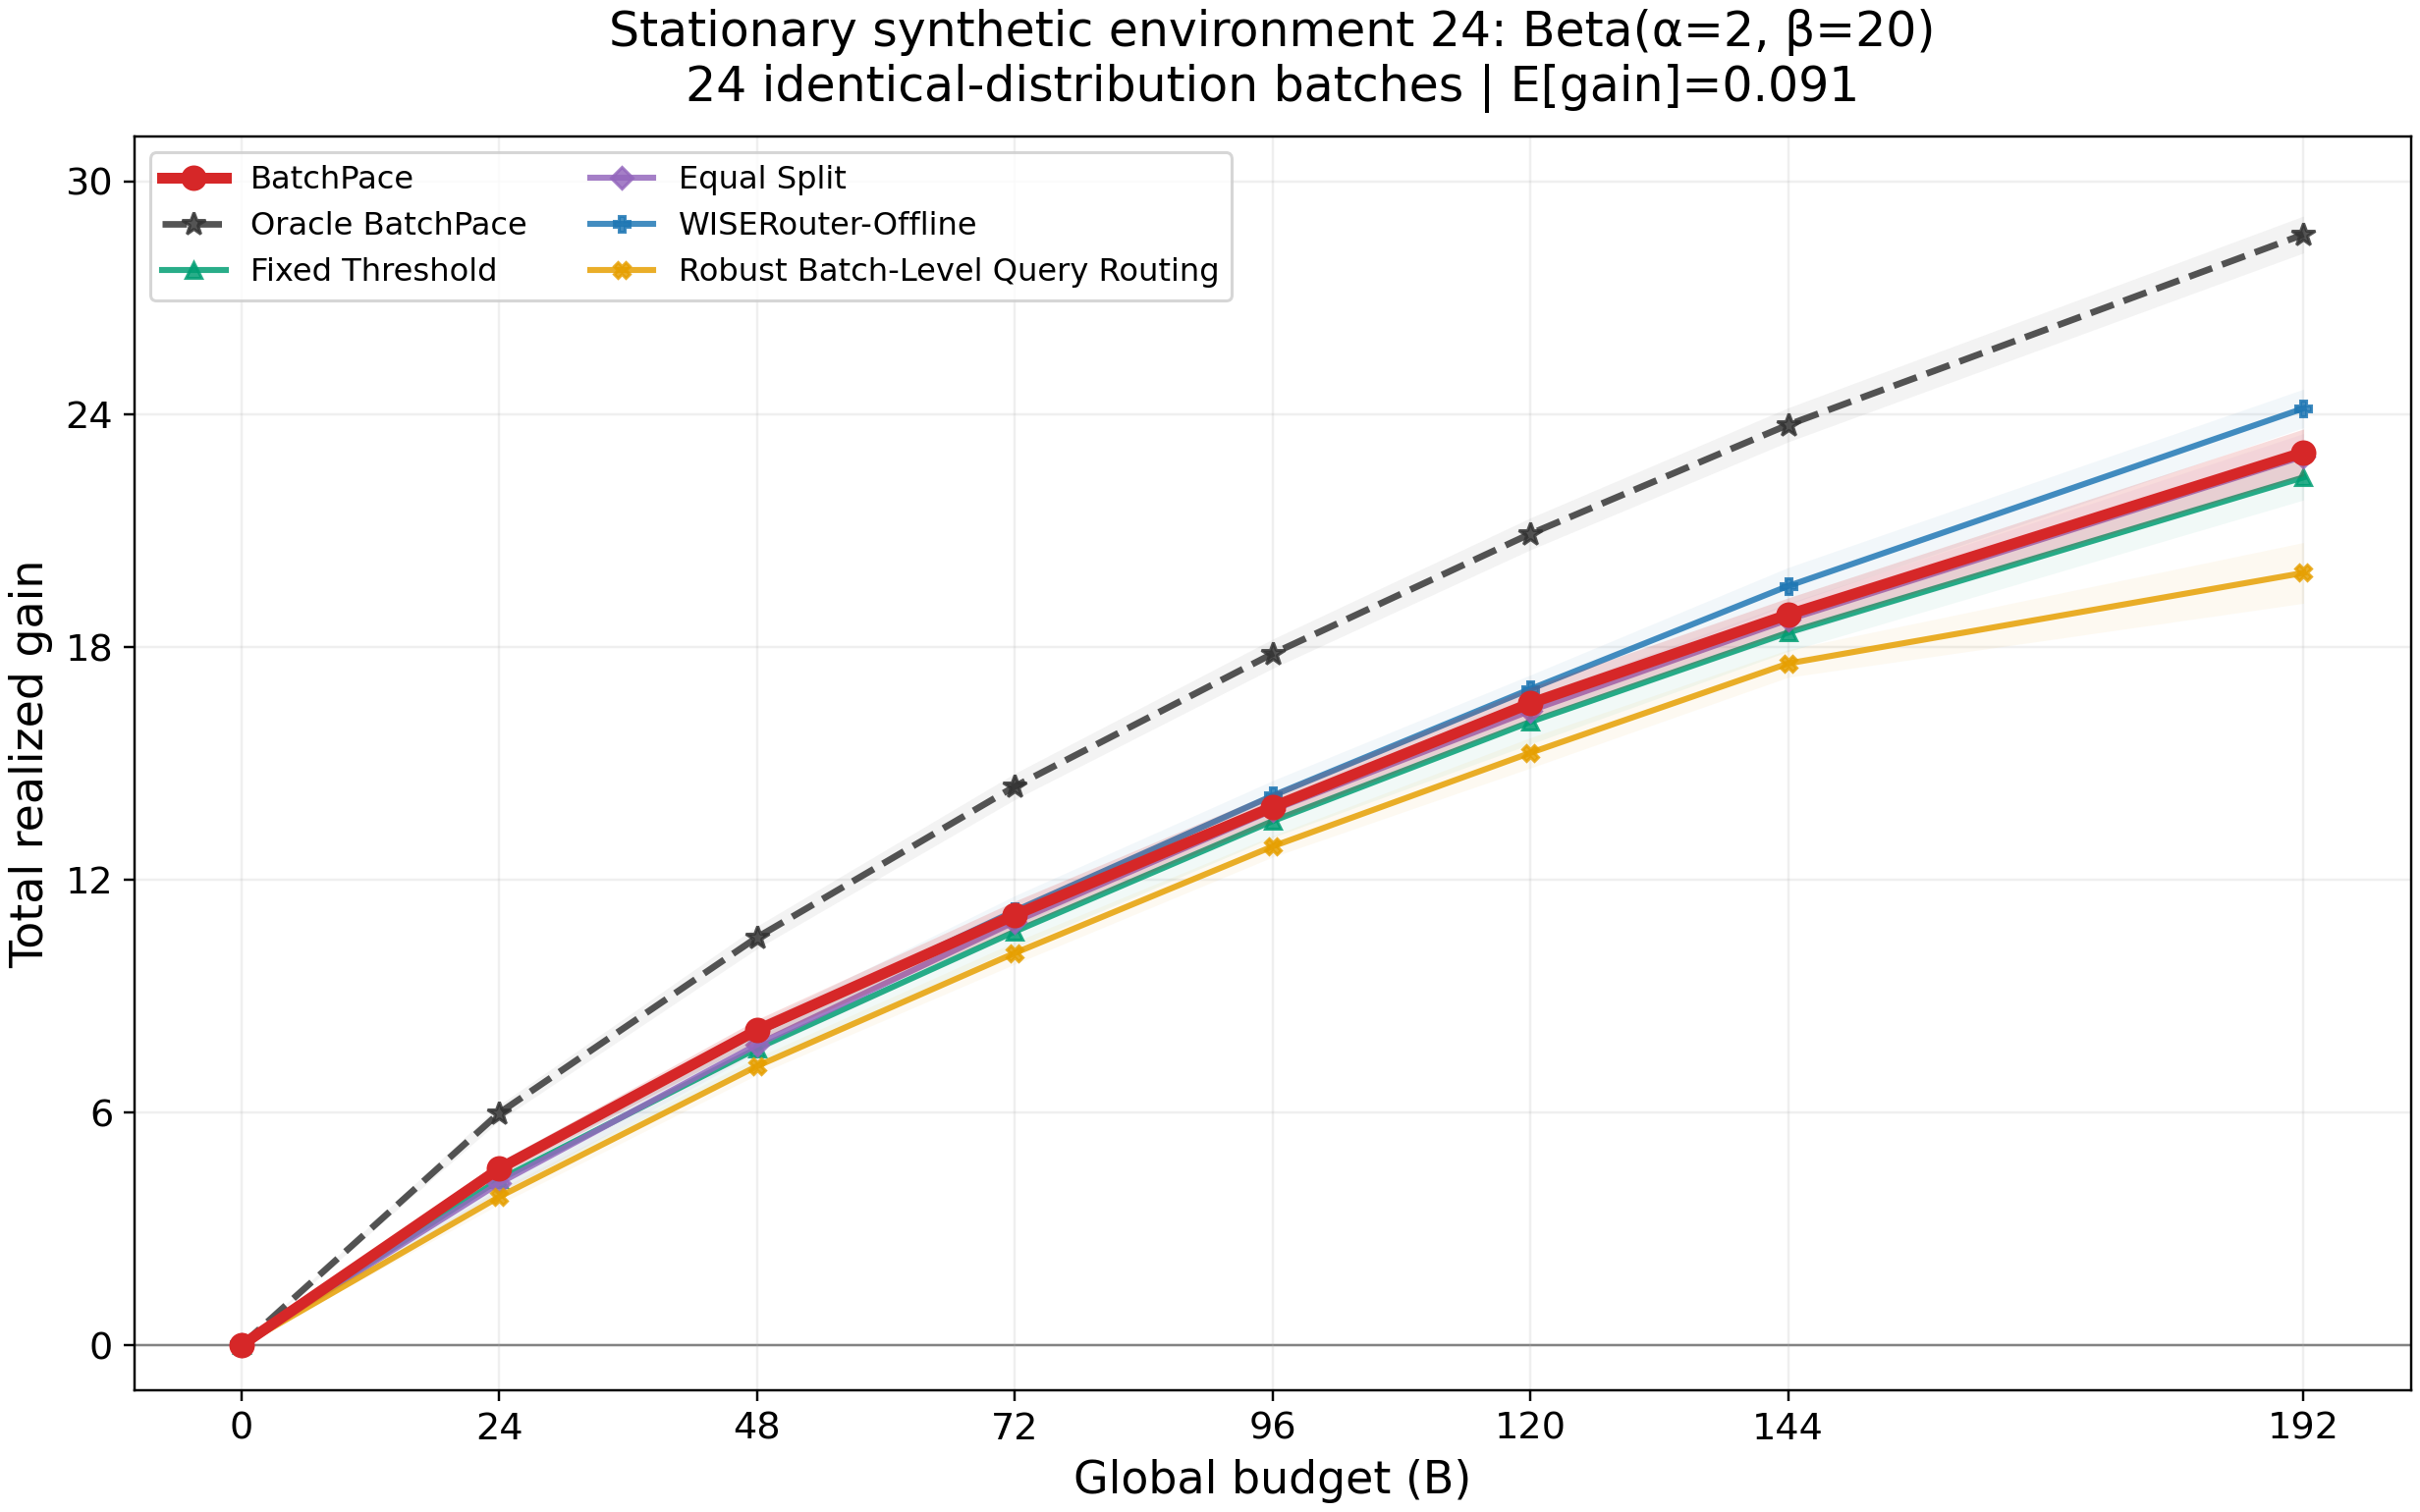 Stationary synthetic environment 24: Beta(α=2, β=20)
24 identical-distribution batches | E[gain]=0.091
BatchPace
Oracle BatchPace
Fixed Threshold
Equal Split
WISERouter-Offline
Robust Batch-Level Query Routing
Total realized gain
30
24
18
12
6
0
0 24 48 72 96 120 144 192
Global budget (B)